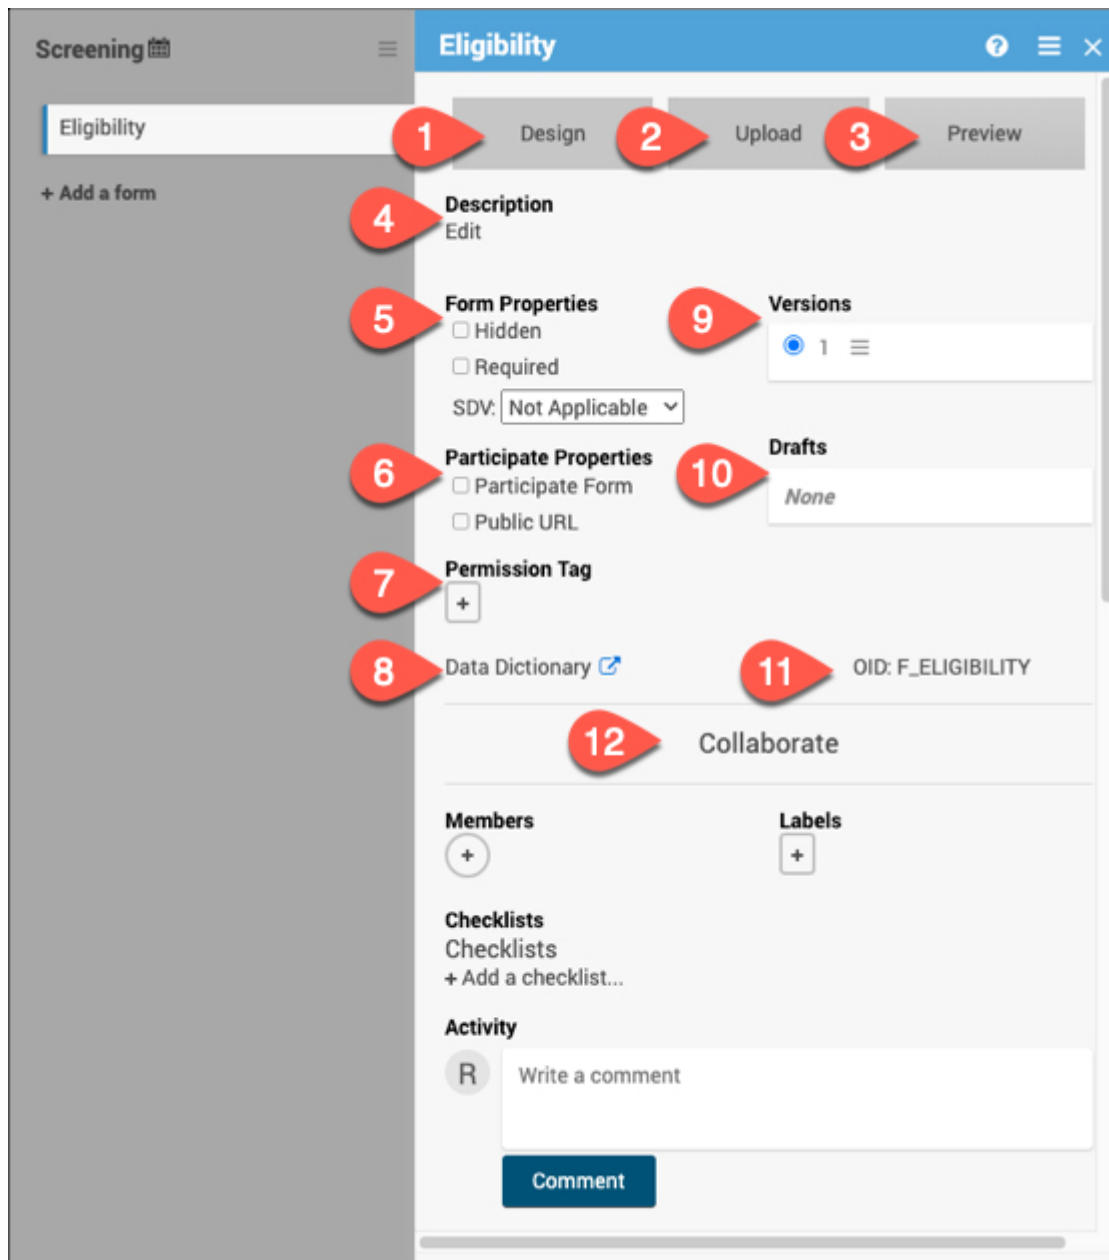 Screening
Eligibility
+ Add a form
Eligibility
1 Design
2 Upload
3 Preview
4 Description
Edit
5 Form Properties
Hidden
Required
SDV: Not Applicable
9 Versions
1
6 Participate Properties
Participate Form
Public URL
10 Drafts
None
7 Permission Tag
+
8 Data Dictionary
11 OID: F_ELIGIBILITY
12 Collaborate
Members
+
Labels
+
Checklists
Checklists
+ Add a checklist...
Activity
R Write a comment
Comment